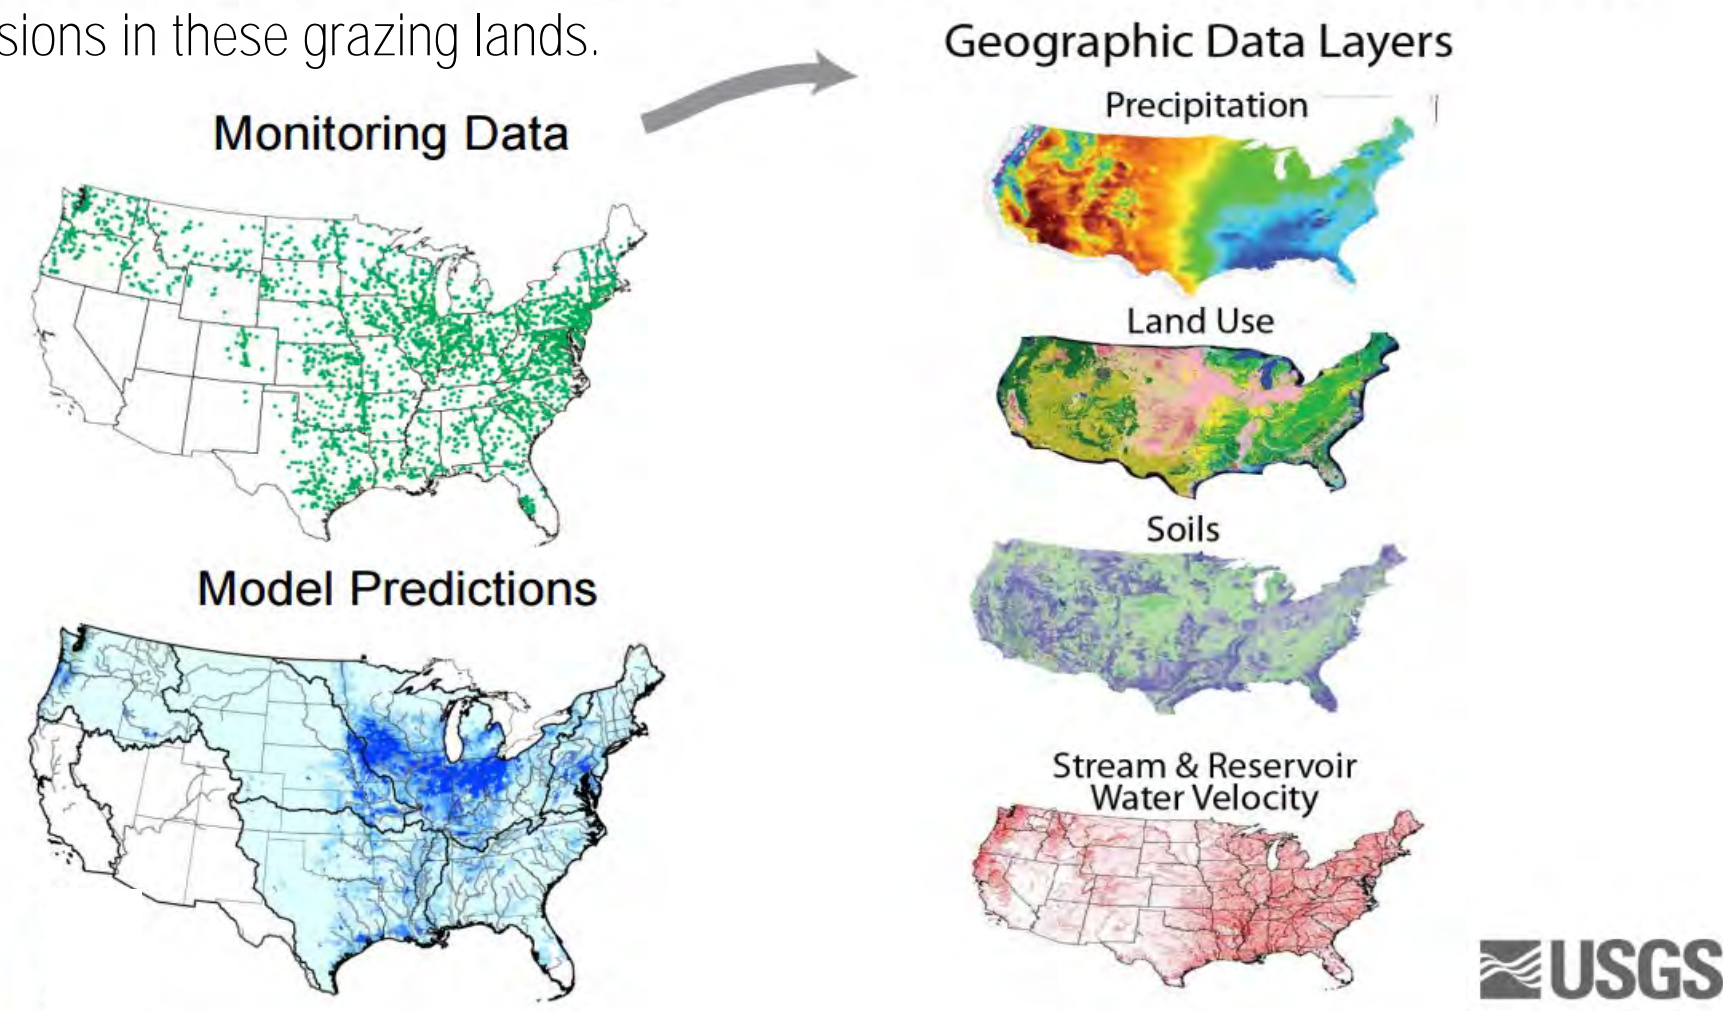 sions in these grazing lands.
Monitoring Data
Model Predictions
Geographic Data Layers
Precipitation
Land Use
Soils
Stream & Reservoir
Water Velocity
USGS